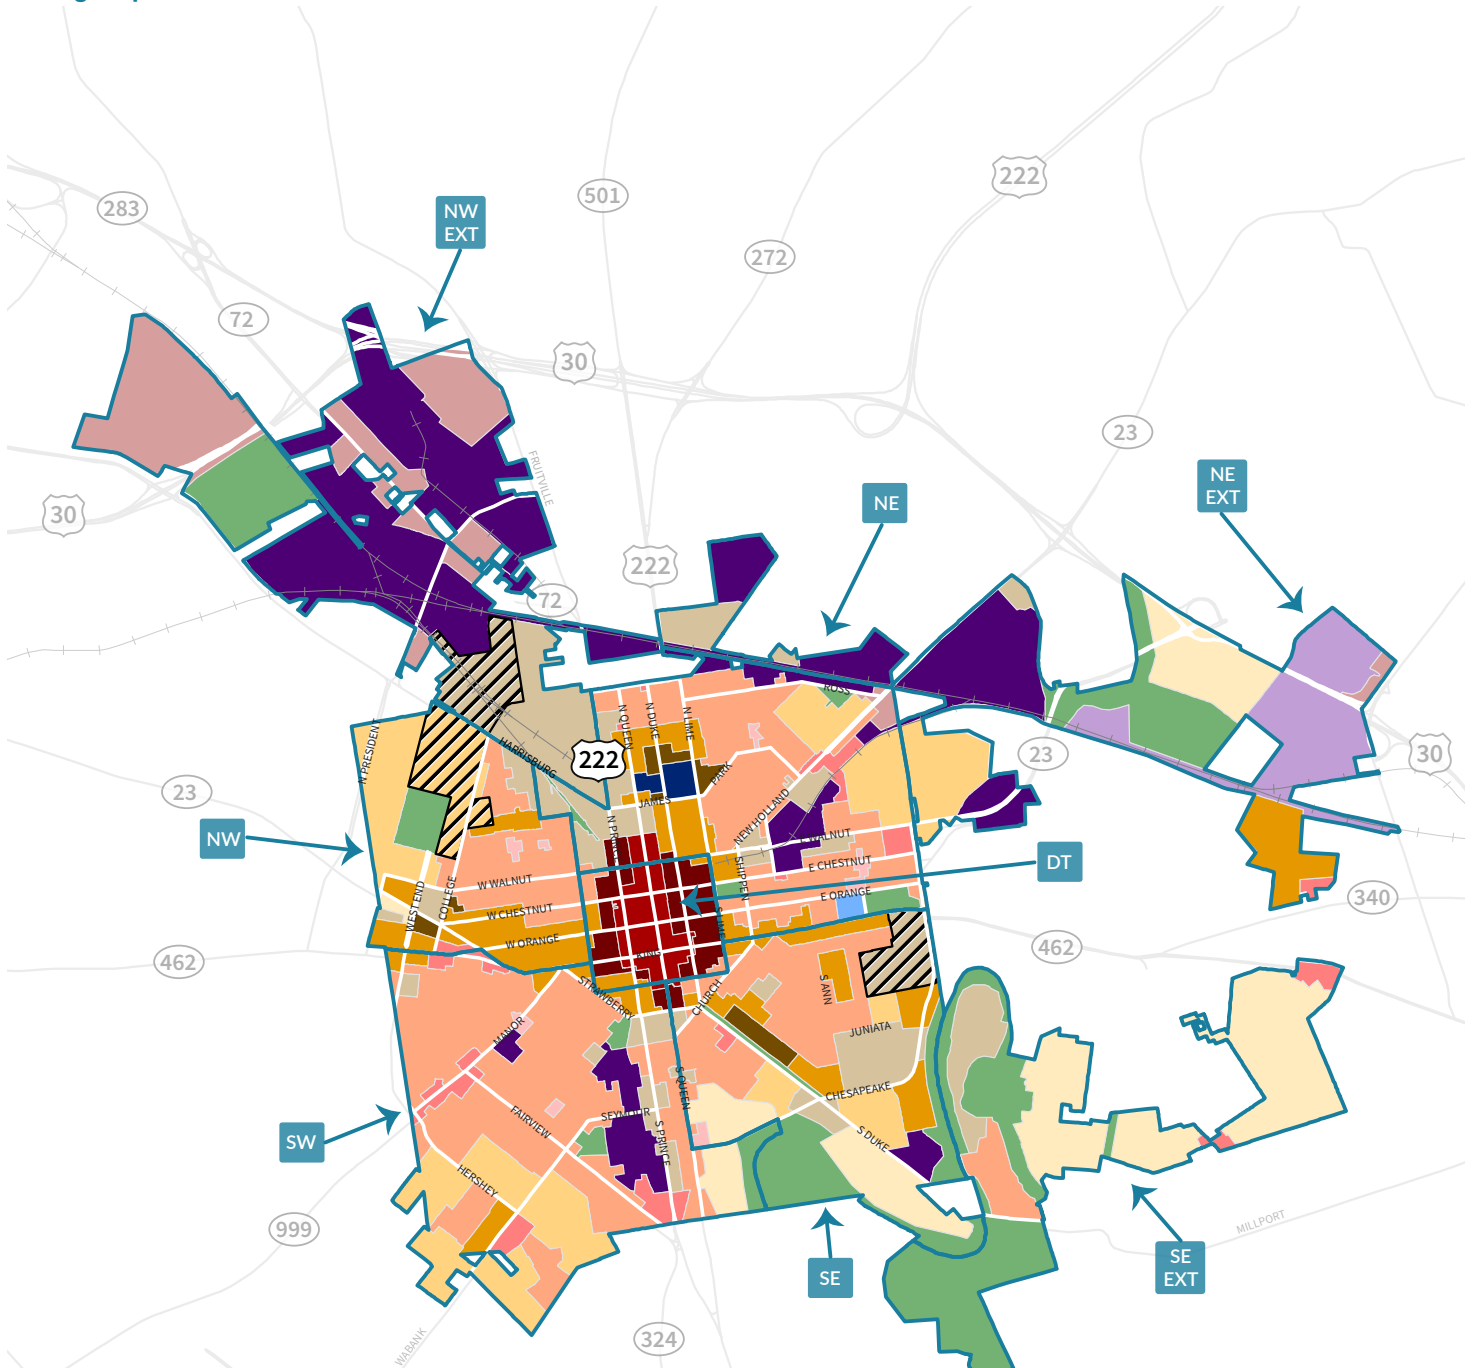 222
501
283
NW
EXT
272
72
30
23
FRUITVILLE
NE
EXT
NE
30
222
72
ROSS
N QUEEN
N DUKE
N LIME
N PRESIDENT
HARRISBURG
222
23
30
PARK
23
JAMES
NEW HOLLAND
N PRINCE
NW
E WALNUT
SHIPPEN
E CHESTNUT
DT
W WALNUT
WEST END
COLLEGE
E ORANGE
340
W CHESTNUT
S LIME
W ORANGE
462
KING
462
STRAWBERRY
CHURCH
S ANN
MANOR
JUNIATA
S QUEEN
CHESAPEAKE
FAIRVIEW
SEYMOUR
SW
S PRINCE
S DUKE
HERSHEY
999
MILLPORT
SE
SE
EXT
324
WABANK